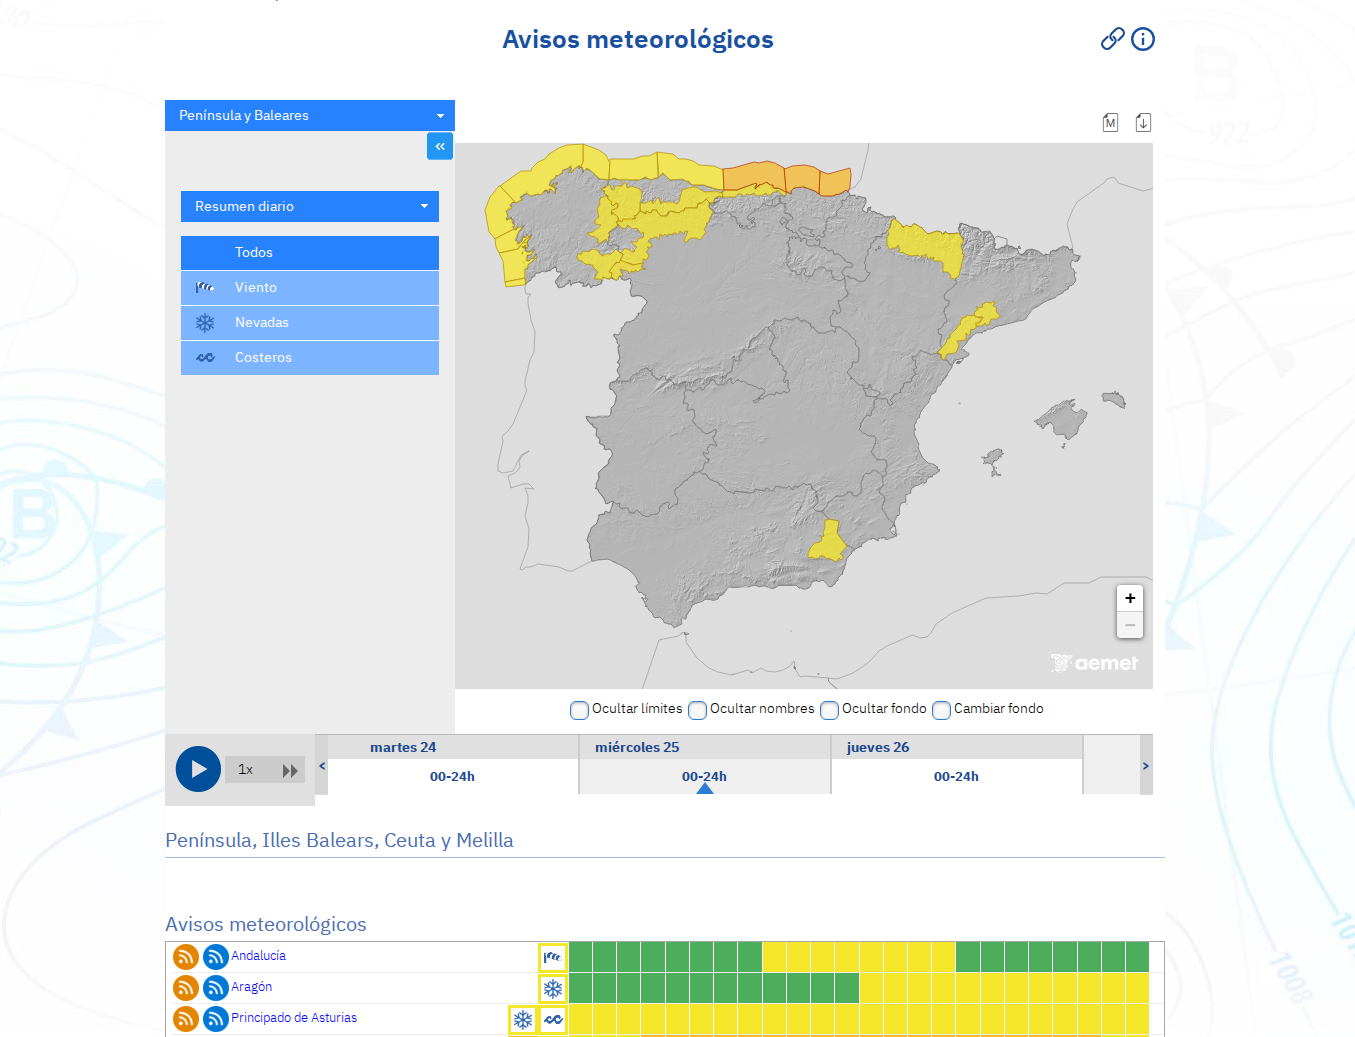 Avisos meteorológicos
Península y Baleares
«
M
Resumen diario
Todos
Viento
Nevadas
Costeros
+
−
aemet
Ocultar límites Ocultar nombres Ocultar fondo Cambiar fondo
martes 24 miércoles 25 jueves 26
1x < 00-24h 00-24h 00-24h >
Península, Illes Balears, Ceuta y Melilla
Avisos meteorológicos
Andalucía
Aragón
Principado de Asturias
B
972
B
1008